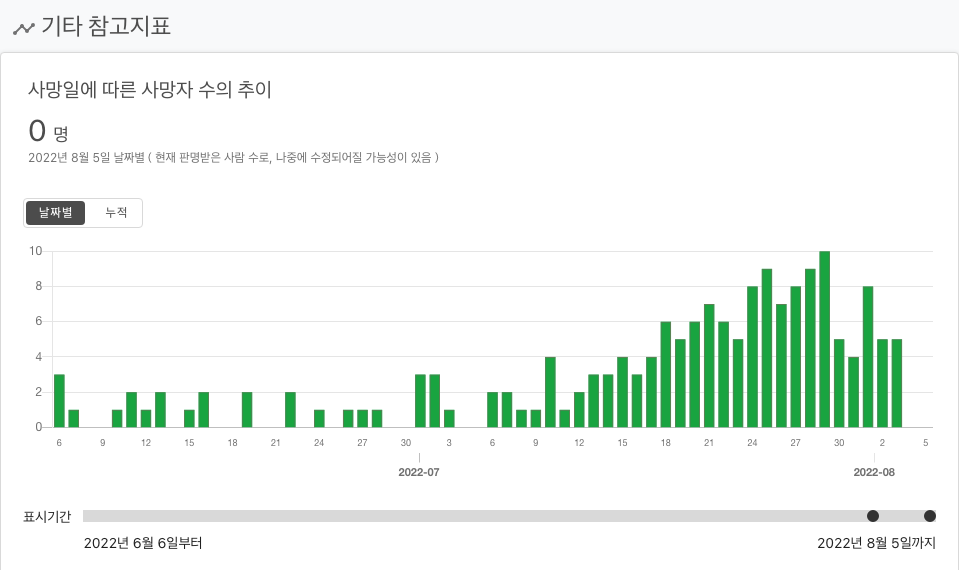 기타 참고지표
사망일에 따른 사망자 수의 추이
0 명
2022년 8월 5일 날짜별 ( 현재 판명받은 사람 수로, 나중에 수정되어질 가능성이 있음 )
날짜별 누적
10
8
6
4
2
0
6 9 12 15 18 21 24 27 30 3 6 9 12 15 18 21 24 27 30 2 5
2022-07 2022-08
표시기간
2022년 6월 6일부터 2022년 8월 5일까지